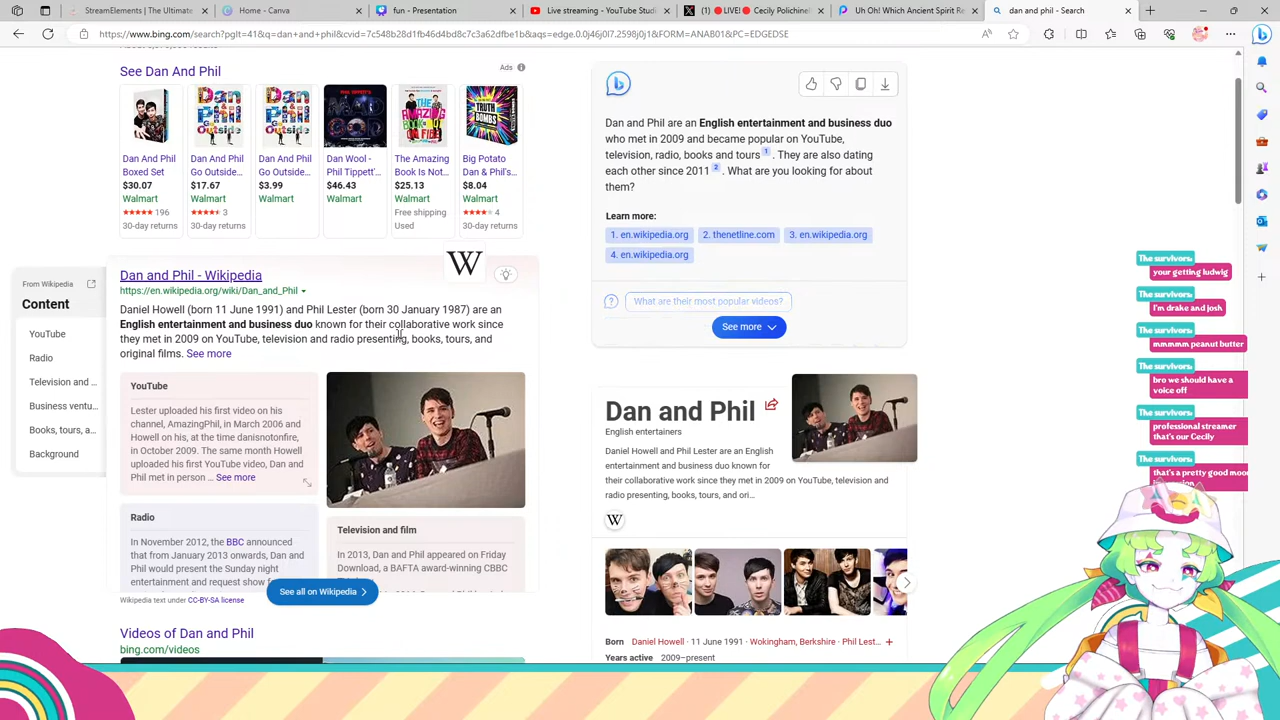 StreamElements | The Ultimate
Home - Canva
fun - Presentation
Live streaming - YouTube Studi
(1) 🔴LIVE!🔴 Cecily Polichinel
Uh Oh! Which Ancient Spirit Re
dan and phil - Search
https://www.bing.com/search?pglt=41&q=dan+and+phil&cvid=7c548b28d1fb46d4bd8c7c3a62dfbe1b&aqs=edge.0.0j46j0l7.2598j0j1&FORM=ANAB01&PC=EDGEDSE
See Dan And Phil
Ads
Dan And Phil
Boxed Set
$30.07
Walmart
196
30-day returns
Dan And Phil
Go Outside...
$17.67
Walmart
3
30-day returns
Dan And Phil
Go Outside...
$3.99
Walmart
30-day returns
Dan Wool -
Phil Tippett'...
$46.43
Walmart
30-day returns
The Amazing
Book Is Not...
$25.13
Walmart
Free shipping
Used
Big Potato
Dan & Phil's...
$8.04
Walmart
4
30-day returns
From Wikipedia
Content
YouTube
Radio
Television and ...
Business ventu...
Books, tours, a...
Background
Dan and Phil - Wikipedia
https://en.wikipedia.org/wiki/Dan_and_Phil
Daniel Howell (born 11 June 1991) and Phil Lester (born 30 January 1987) are an
English entertainment and business duo known for their collaborative work since
they met in 2009 on YouTube, television and radio presenting, books, tours, and
original films. See more
YouTube
Lester uploaded his first video on his
channel, AmazingPhil, in March 2006 and
Howell on his, at the time danisnotonfire,
in October 2009. The same month Howell
uploaded his first YouTube video, Dan and
Phil met in person ... See more
Radio
In November 2012, the BBC announced
that from January 2013 onwards, Dan and
Phil would present the Sunday night
entertainment and request show
Television and film
In 2013, Dan and Phil appeared on Friday
Download, a BAFTA award-winning CBBC
See all on Wikipedia
Wikipedia text under CC-BY-SA license
Videos of Dan and Phil
bing.com/videos
Dan and Phil are an English entertainment and business duo
who met in 2009 and became popular on YouTube,
television, radio, books and tours 1 . They are also dating
each other since 2011 2 . What are you looking for about
them?
Learn more:
1. en.wikipedia.org
2. thenetline.com
3. en.wikipedia.org
4. en.wikipedia.org
What are their most popular videos?
See more
Dan and Phil
English entertainers
Daniel Howell and Phil Lester are an English
entertainment and business duo known for
their collaborative work since they met in 2009 on YouTube, television and
radio presenting, books, tours, and ori...
W
Born Daniel Howell · 11 June 1991 · Wokingham, Berkshire · Phil Lest...
Years active 2009–present
The survivors:
your getting ludwig
The survivors:
I'm drake and josh
The survivors:
mmmmm peanut butter
The survivors:
bro we should have a
voice off
The survivors:
professional streamer
that's our Cecily
The survivors:
that's a pretty good moo